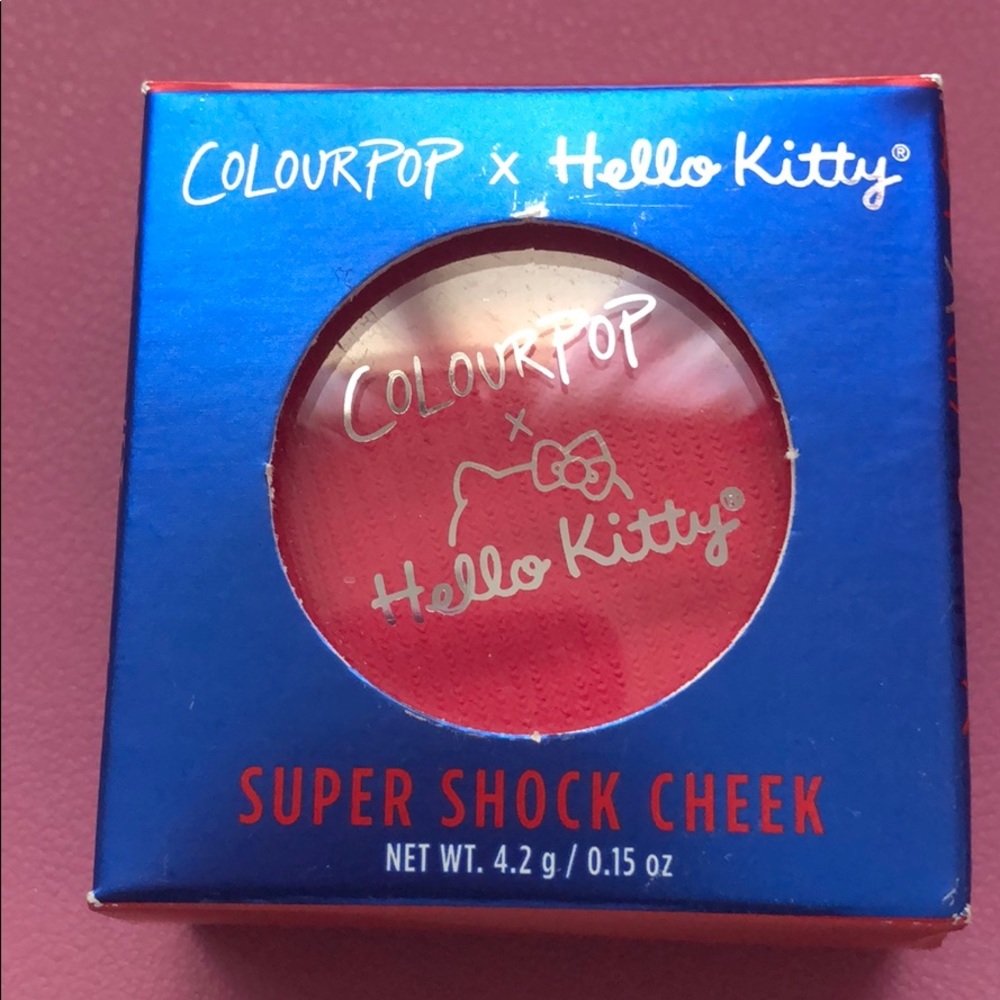 COLOURPOP x Hello Kitty®
COLOURPOP
x
Hello Kitty®
SUPER SHOCK CHEEK
NET WT. 4.2 g / 0.15 oz